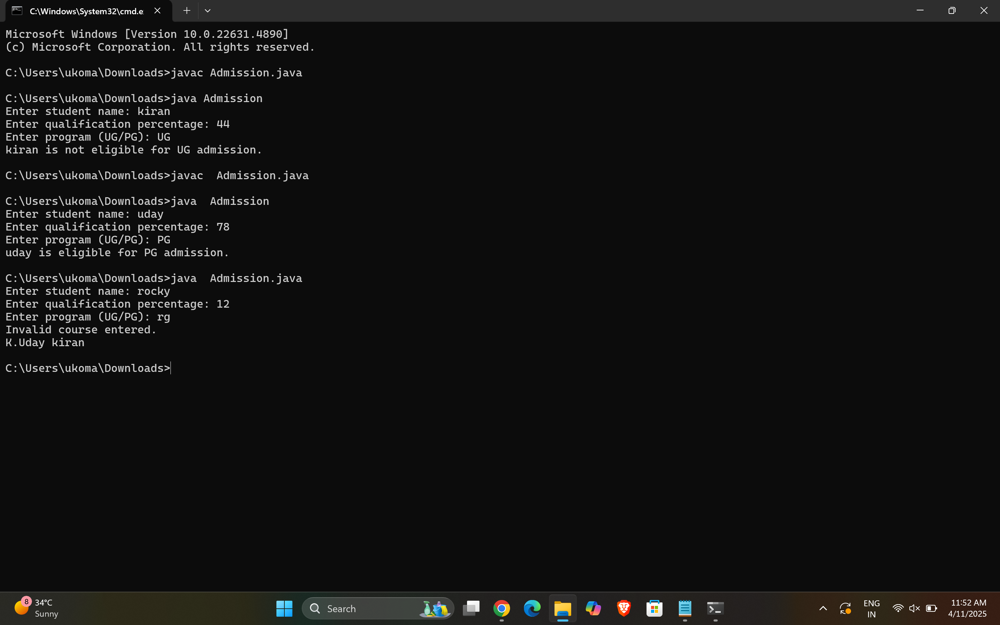 C:\Windows\System32\cmd.e
Microsoft Windows [Version 10.0.22631.4890]
(c) Microsoft Corporation. All rights reserved.
C:\Users\ukoma\Downloads>javac Admission.java
C:\Users\ukoma\Downloads>java Admission
Enter student name: kiran
Enter qualification percentage: 44
Enter program (UG/PG): UG
kiran is not eligible for UG admission.
C:\Users\ukoma\Downloads>javac  Admission.java
C:\Users\ukoma\Downloads>java  Admission
Enter student name: uday
Enter qualification percentage: 78
Enter program (UG/PG): PG
uday is eligible for PG admission.
C:\Users\ukoma\Downloads>java  Admission.java
Enter student name: rocky
Enter qualification percentage: 12
Enter program (UG/PG): rg
Invalid course entered.
K.Uday kiran
C:\Users\ukoma\Downloads>
8
34°C
Sunny
Search
ENG
IN
11:52 AM
4/11/2025